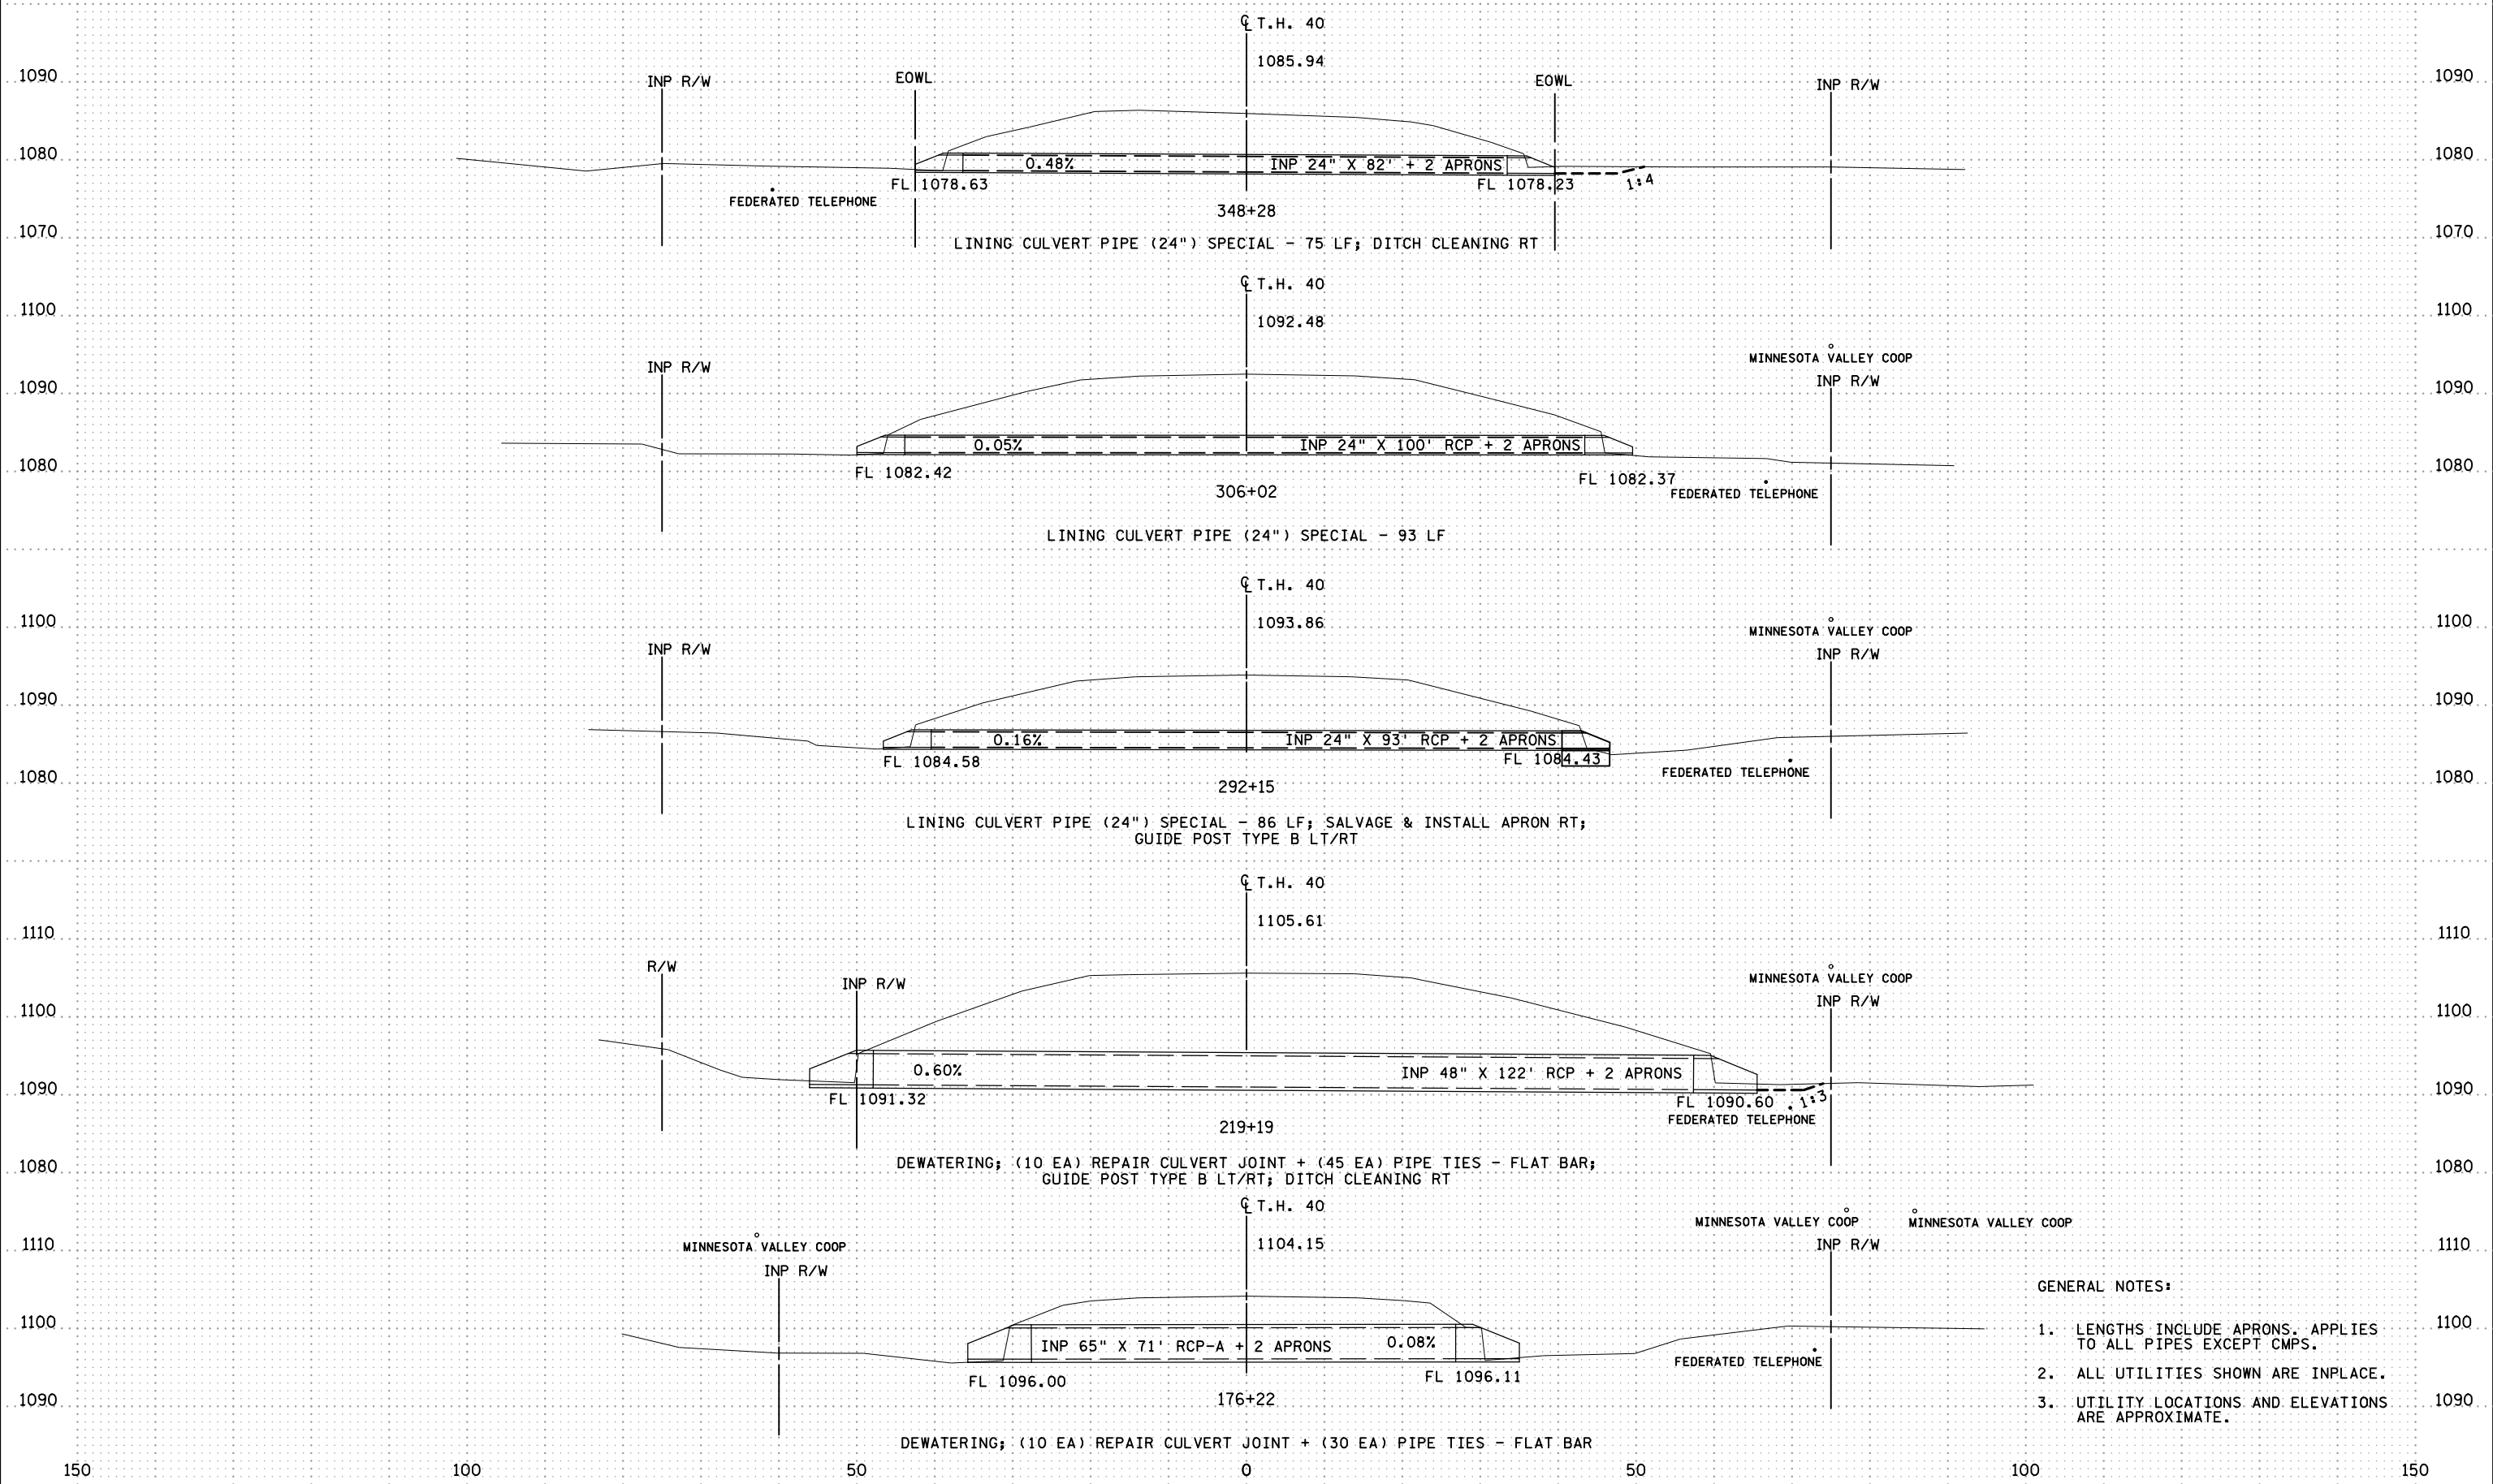 ℄ T.H. 40
1085.94
1090
INP R/W
EOWL
EOWL
INP R/W
1090
1080
0.48%
INP 24" X 82' + 2 APRONS
1080
FL 1078.63
FL 1078.23
1:4
FEDERATED TELEPHONE
348+28
1070
LINING CULVERT PIPE (24") SPECIAL - 75 LF; DITCH CLEANING RT
1070
℄ T.H. 40
1100
1092.48
1100
MINNESOTA VALLEY COOP
INP R/W
INP R/W
1090
1090
0.05%
INP 24" X 100' RCP + 2 APRONS
1080
1080
FL 1082.42
FL 1082.37
306+02
FEDERATED TELEPHONE
LINING CULVERT PIPE (24") SPECIAL - 93 LF
℄ T.H. 40
1100
1093.86
1100
MINNESOTA VALLEY COOP
INP R/W
INP R/W
1090
1090
0.16%
INP 24" X 93' RCP + 2 APRONS
FL 1084.58
FL 1084.43
1080
FEDERATED TELEPHONE
1080
292+15
LINING CULVERT PIPE (24") SPECIAL - 86 LF; SALVAGE & INSTALL APRON RT;
GUIDE POST TYPE B LT/RT
℄ T.H. 40
1105.61
1110
1110
R/W
INP R/W
MINNESOTA VALLEY COOP
INP R/W
1100
1100
0.60%
INP 48" X 122' RCP + 2 APRONS
1090
1090
FL 1091.32
FL 1090.60
1:3
FEDERATED TELEPHONE
219+19
1080
DEWATERING; (10 EA) REPAIR CULVERT JOINT + (45 EA) PIPE TIES - FLAT BAR;
1080
GUIDE POST TYPE B LT/RT; DITCH CLEANING RT
℄ T.H. 40
MINNESOTA VALLEY COOP
MINNESOTA VALLEY COOP
1110
MINNESOTA VALLEY COOP
1104.15
INP R/W
1110
INP R/W
1100
1100
INP 65" X 71' RCP-A + 2 APRONS
0.08%
FEDERATED TELEPHONE
FL 1096.00
FL 1096.11
1090
176+22
1090
DEWATERING; (10 EA) REPAIR CULVERT JOINT + (30 EA) PIPE TIES - FLAT BAR
GENERAL NOTES:
1. LENGTHS INCLUDE APRONS. APPLIES
TO ALL PIPES EXCEPT CMPS.
2. ALL UTILITIES SHOWN ARE INPLACE.
3. UTILITY LOCATIONS AND ELEVATIONS
ARE APPROXIMATE.
150
100
50
0
50
100
150